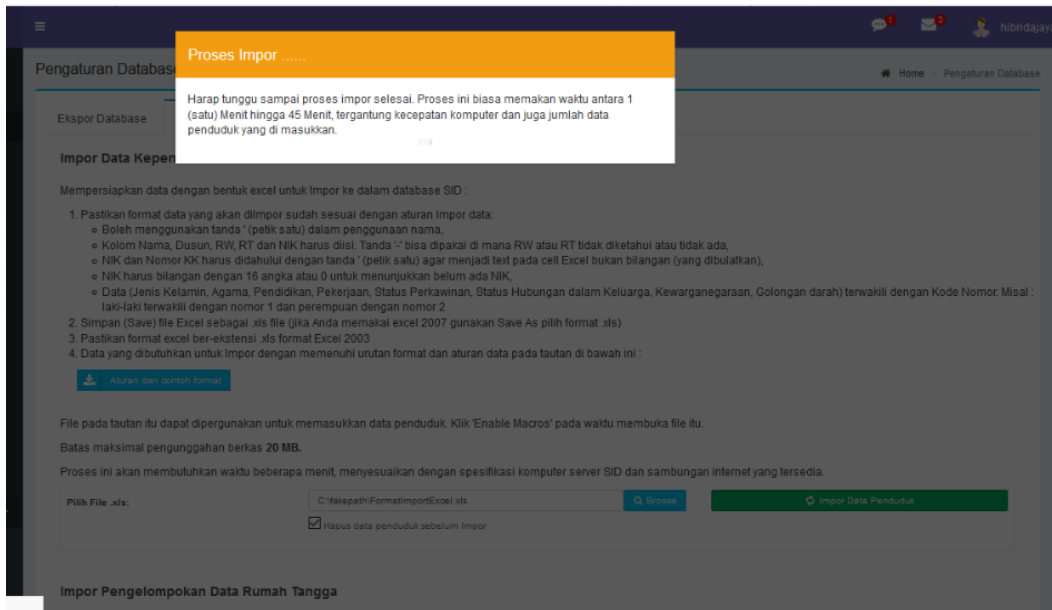 1
3
hibridajaya
Proses Impor ......
Pengaturan Database
Home > Pengaturan Database
Harap tunggu sampai proses impor selesai. Proses ini biasa memakan waktu antara 1
(satu) Menit hingga 45 Menit, tergantung kecepatan komputer dan juga jumlah data
penduduk yang di masukkan.
Ekspor Database
Impor Data Kepen
Mempersiapkan data dengan bentuk excel untuk Impor ke dalam database SID :
1. Pastikan format data yang akan diImpor sudah sesuai dengan aturan Impor data:
Boleh menggunakan tanda ' (petik satu) dalam penggunaan nama,
Kolom Nama, Dusun, RW, RT dan NIK harus diisi. Tanda '-' bisa dipakai di mana RW atau RT tidak diketahui atau tidak ada,
NIK dan Nomor KK harus didahului dengan tanda ' (petik satu) agar menjadi text pada cell Excel bukan bilangan (yang dibulatkan),
NIK harus bilangan dengan 16 angka atau 0 untuk menunjukkan belum ada NIK,
Data (Jenis Kelamin, Agama, Pendidikan, Pekerjaan, Status Perkawinan, Status Hubungan dalam Keluarga, Kewarganegaraan, Golongan darah) terwakili dengan Kode Nomor. Misal :
laki-laki terwakili dengan nomor 1 dan perempuan dengan nomor 2
2. Simpan (Save) file Excel sebagai .xls file (jika Anda memakai excel 2007 gunakan Save As pilih format .xls)
3. Pastikan format excel ber-ekstensi .xls format Excel 2003
4. Data yang dibutuhkan untuk Impor dengan memenuhi urutan format dan aturan data pada tautan di bawah ini :
Aturan dan contoh format
File pada tautan itu dapat dipergunakan untuk memasukkan data penduduk. Klik 'Enable Macros' pada waktu membuka file itu.
Batas maksimal pengunggahan berkas 20 MB.
Proses ini akan membutuhkan waktu beberapa menit, menyesuaikan dengan spesifikasi komputer server SID dan sambungan internet yang tersedia.
Pilih File .xls:
C:\fakepath\FormatImportExcel.xls
Browse
Impor Data Penduduk
Hapus data penduduk sebelum Impor
Impor Pengelompokan Data Rumah Tangga